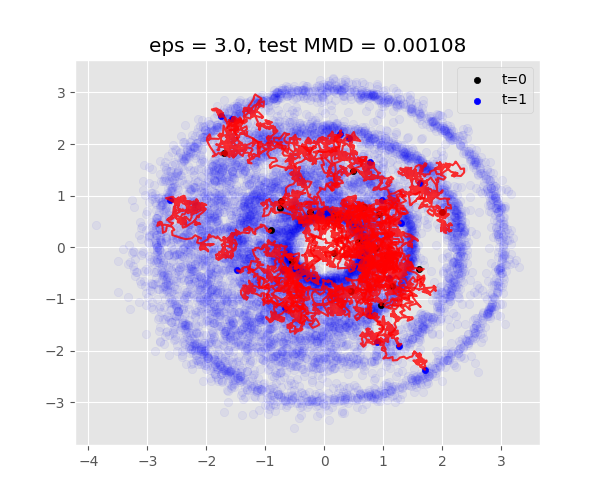 eps = 3.0, test MMD = 0.00108
t=0
t=1
3
2
1
0
−1
−2
−3
−4 −3 −2 −1 0 1 2 3